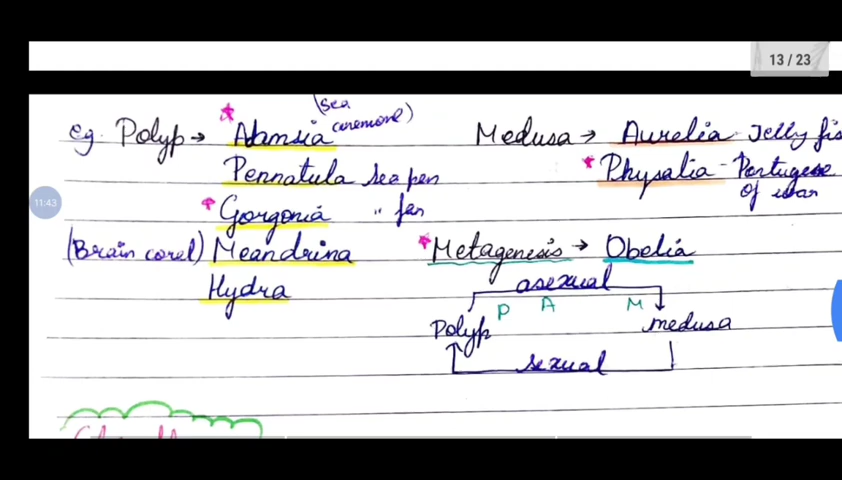 13 / 23
(sea
anemone)
eg. Polyp → Adamsia
Medusa → Aurelia - Jelly fis
Pennatula sea pen
Physalia - Portugese
of war
11:43
Gorgonia " fan
(Brain corel) Meandrina
Metagenesis → Obelia
Hydra
asexual
P A M
Polyp medusa
sexual